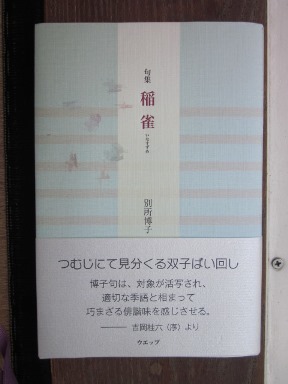 句集
稲雀
いなすずめ
別所博子
つむじにて見分くる双子ばい回し
博子句は、対象が活写され、
適切な季語と相まって
巧まざる俳諧味を感じさせる。
――― 吉岡桂六〈序〉より
ウエップ